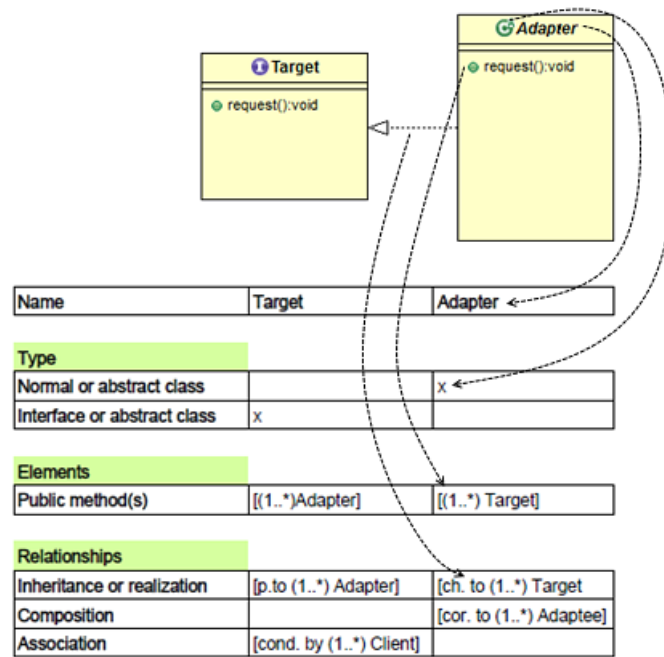 Adapter
Target
request():void
request():void
Name Target Adapter
Type
Normal or abstract class x
Interface or abstract class x
Elements
Public method(s) [(1..*)Adapter] [(1..*) Target]
Relationships
Inheritance or realization [p.to (1..*) Adapter] [ch. to (1..*) Target
Composition [cor. to (1..*) Adaptee]
Association [cond. by (1..*) Client]